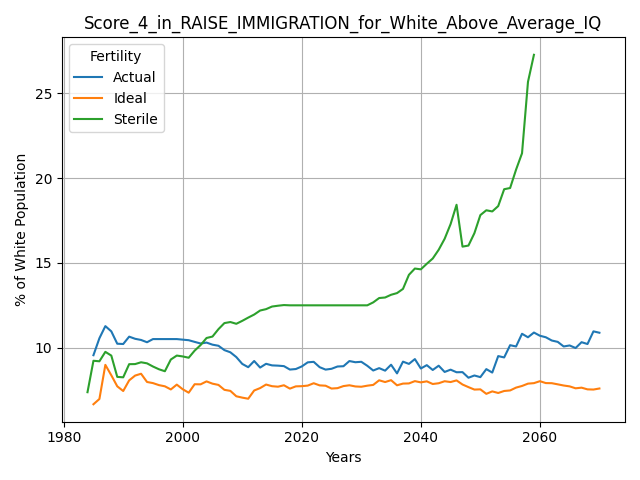 Score_4_in_RAISE_IMMIGRATION_for_White_Above_Average_IQ
Fertility
Actual
Ideal
Sterile
% of White Population
25
20
15
10
1980
2000
2020
2040
2060
Years